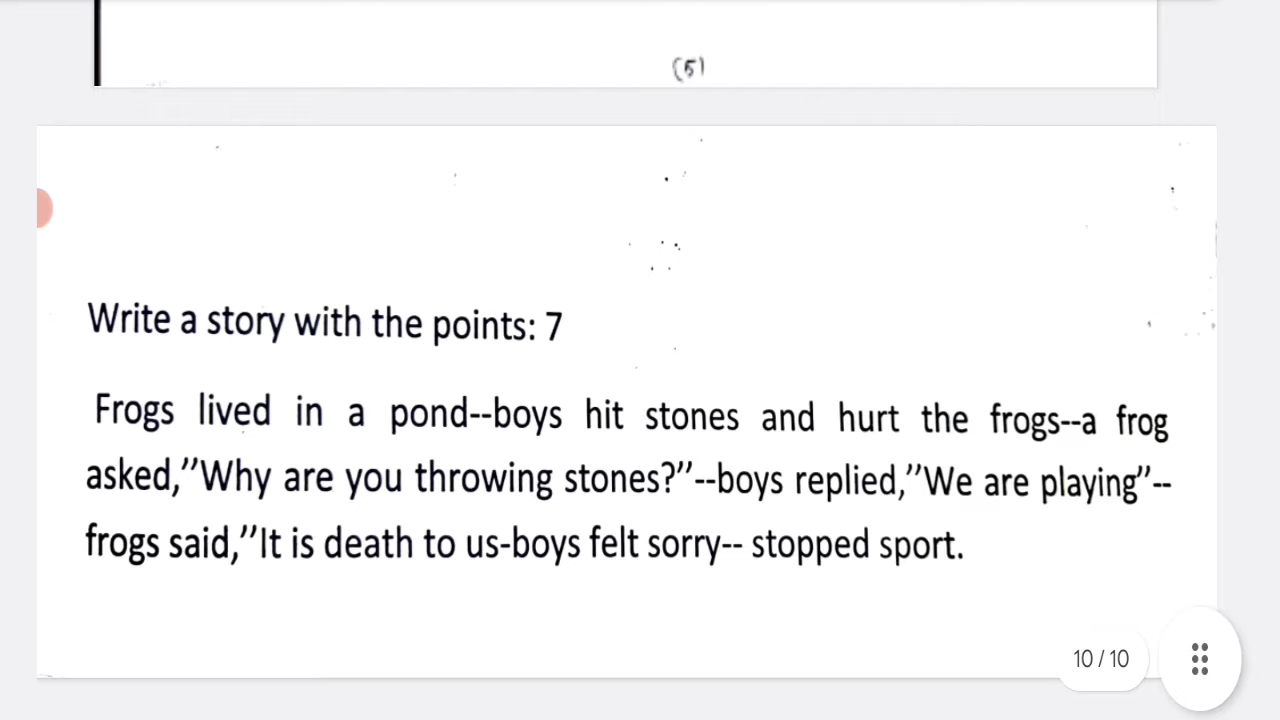 (5)
Write a story with the points: 7
Frogs lived in a pond--boys hit stones and hurt the frogs--a frog
asked,''Why are you throwing stones?''--boys replied,''We are playing''--
frogs said,''It is death to us-boys felt sorry-- stopped sport.
10 / 10